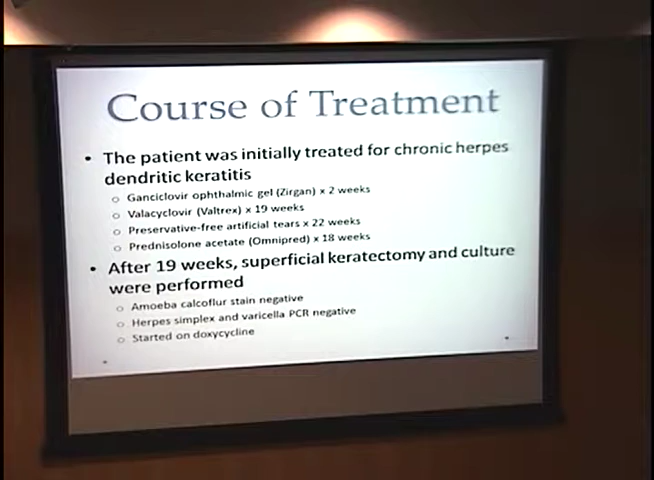 Course of Treatment
• The patient was initially treated for chronic herpes
dendritic keratitis
○ Ganciclovir ophthalmic gel (Zirgan) x 2 weeks
○ Valacyclovir (Valtrex) x 19 weeks
○ Preservative-free artificial tears x 22 weeks
○ Prednisolone acetate (Omnipred) x 18 weeks
• After 19 weeks, superficial keratectomy and culture
were performed
○ Amoeba calcoflur stain negative
○ Herpes simplex and varicella PCR negative
○ Started on doxycycline